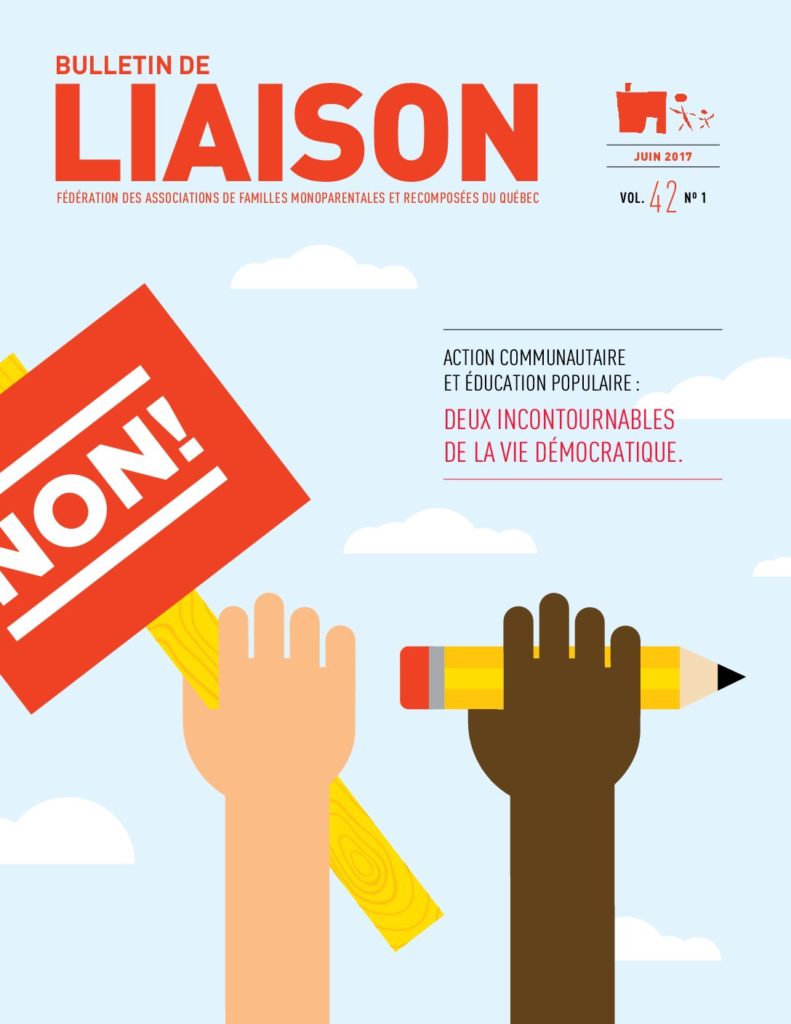 BULLETIN DE
LIAISON
FÉDÉRATION DES ASSOCIATIONS DE FAMILLES MONOPARENTALES ET RECOMPOSÉES DU QUÉBEC
JUIN 2017
VOL. 42 Nº 1
ACTION COMMUNAUTAIRE
ET ÉDUCATION POPULAIRE :
DEUX INCONTOURNABLES
DE LA VIE DÉMOCRATIQUE.
NON!